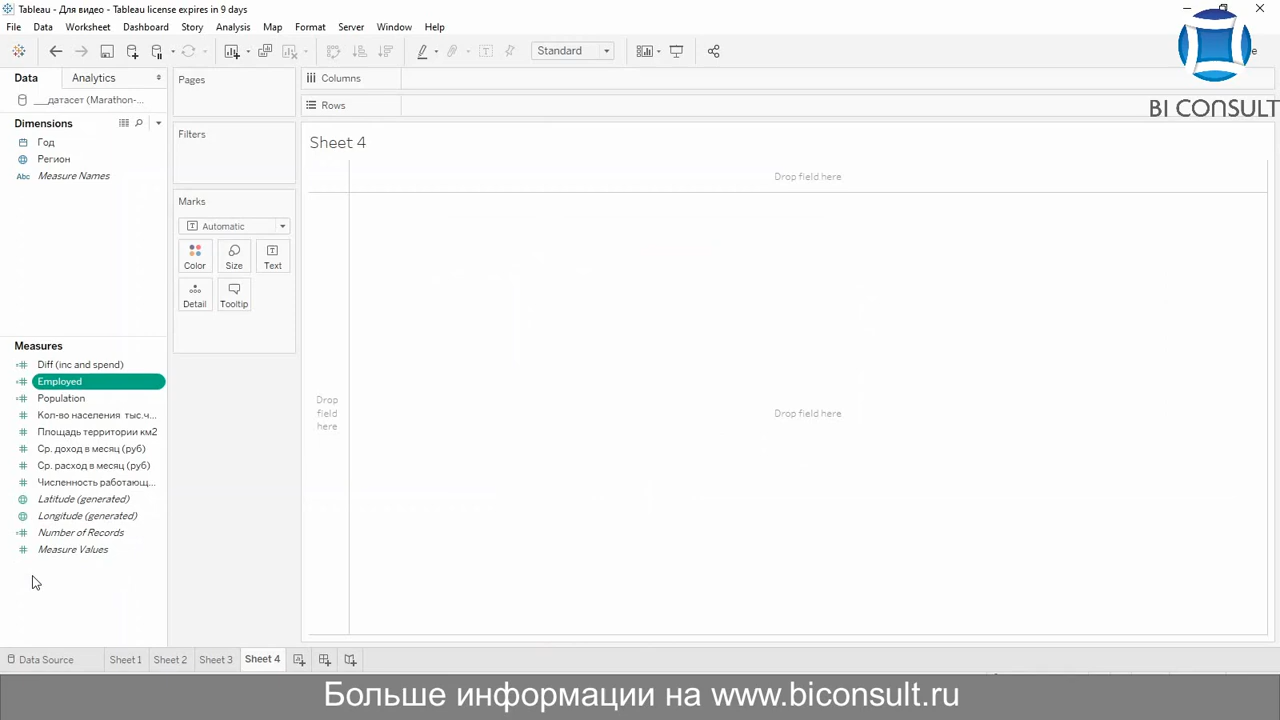 Tableau - Для видео - Tableau license expires in 9 days
File Data Worksheet Dashboard Story Analysis Map Format Server Window Help
Standard
Data Analytics
___датасет (Marathon-...
Dimensions
Год
Регион
Abc Measure Names
Measures
Diff (inc and spend)
Employed
Population
Кол-во населения тыс.ч...
Площадь территории км2
Ср. доход в месяц (руб)
Ср. расход в месяц (руб)
Численность работающ...
Latitude (generated)
Longitude (generated)
Number of Records
Measure Values
Pages
Filters
Marks
Automatic
Color Size Text
Detail Tooltip
Columns
Rows
Sheet 4
Drop field here
Drop
field
here
Drop field here
BI CONSULT
Data Source Sheet 1 Sheet 2 Sheet 3 Sheet 4
Больше информации на www.biconsult.ru